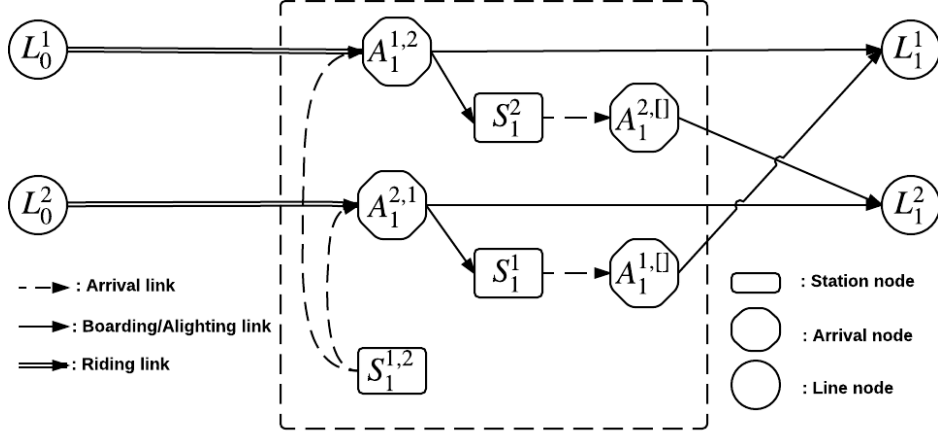 L_0^1
A_1^{1,2}
L_1^1
S_1^2
A_1^{2,[]}
L_0^2
A_1^{2,1}
L_1^2
S_1^1
A_1^{1,[]}
S_1^{1,2}
: Arrival link
: Boarding/Alighting link
: Riding link
: Station node
: Arrival node
: Line node